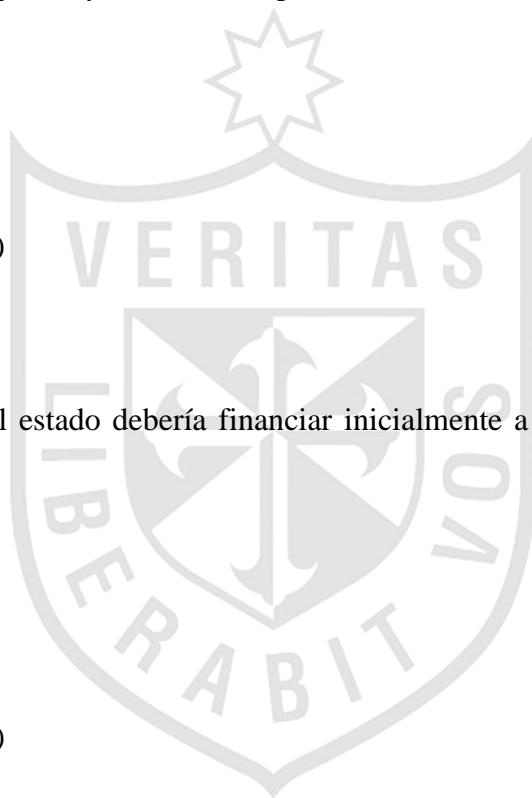 VERITAS
)
l estado debería financiar inicialmente a
LIBERABIT VOS
)